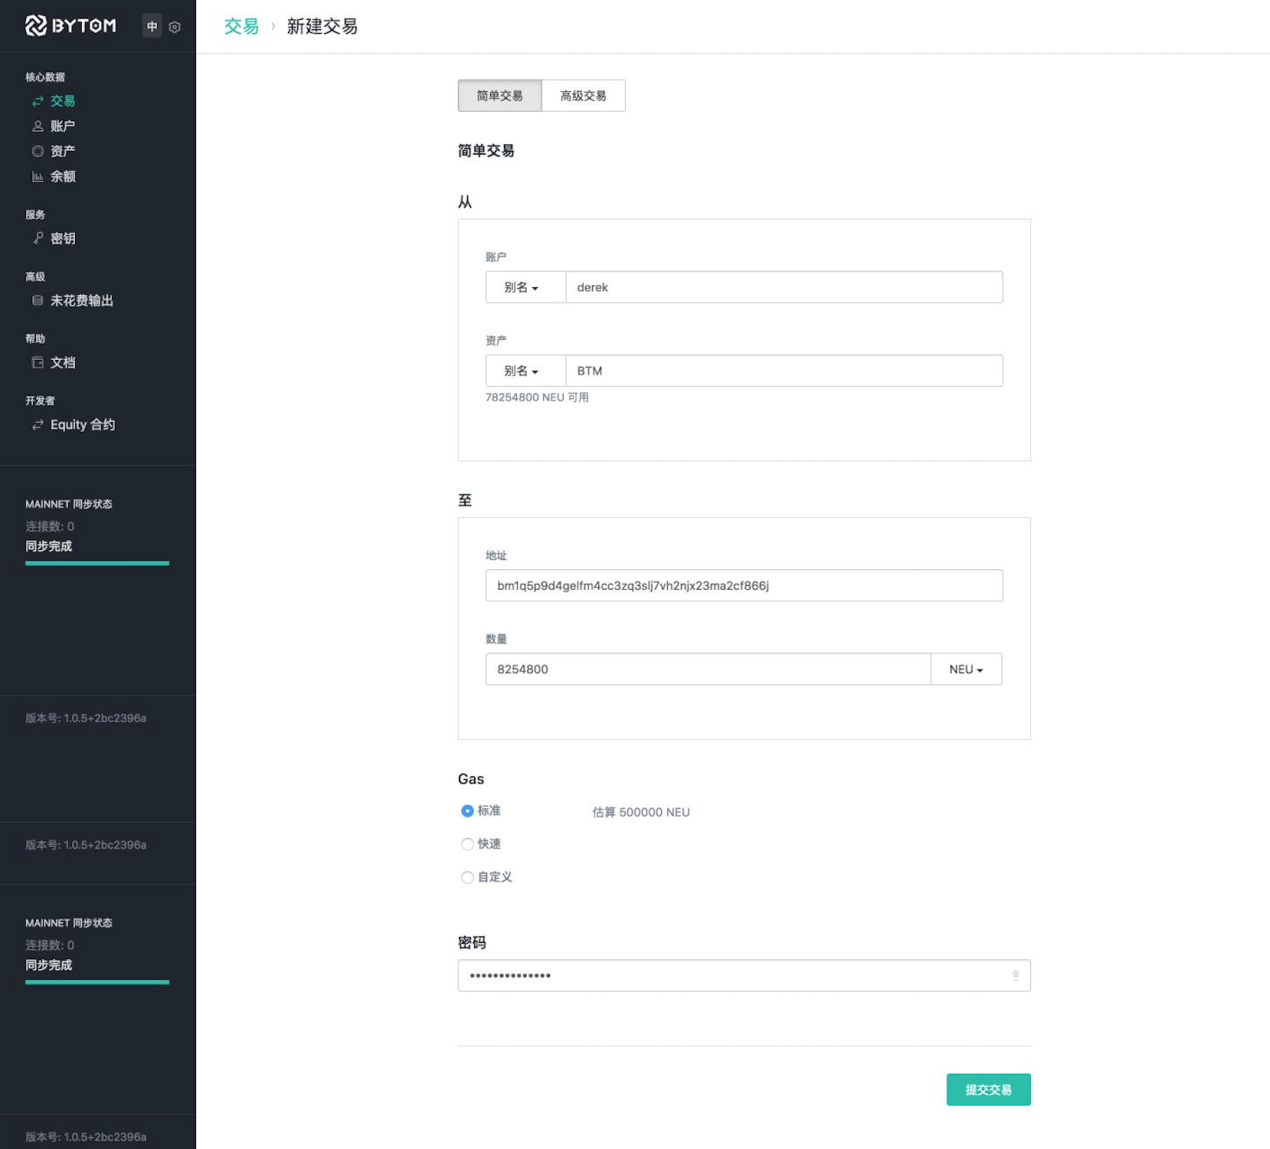 BYTOM
中
交易 › 新建交易
核心数据
交易
账户
资产
余额
服务
密钥
高级
未花费输出
帮助
文档
开发者
Equity 合约
MAINNET 同步状态
连接数: 0
同步完成
版本号: 1.0.5+2bc2396a
版本号: 1.0.5+2bc2396a
MAINNET 同步状态
连接数: 0
同步完成
版本号: 1.0.5+2bc2396a
简单交易 高级交易
简单交易
从
账户
别名 derek
资产
别名 BTM
78254800 NEU 可用
至
地址
bm1q5p9d4gelfm4cc3zq3slj7vh2njx23ma2cf866j
数量
8254800 NEU
Gas
标准 估算 500000 NEU
快速
自定义
密码
••••••••••••••
提交交易